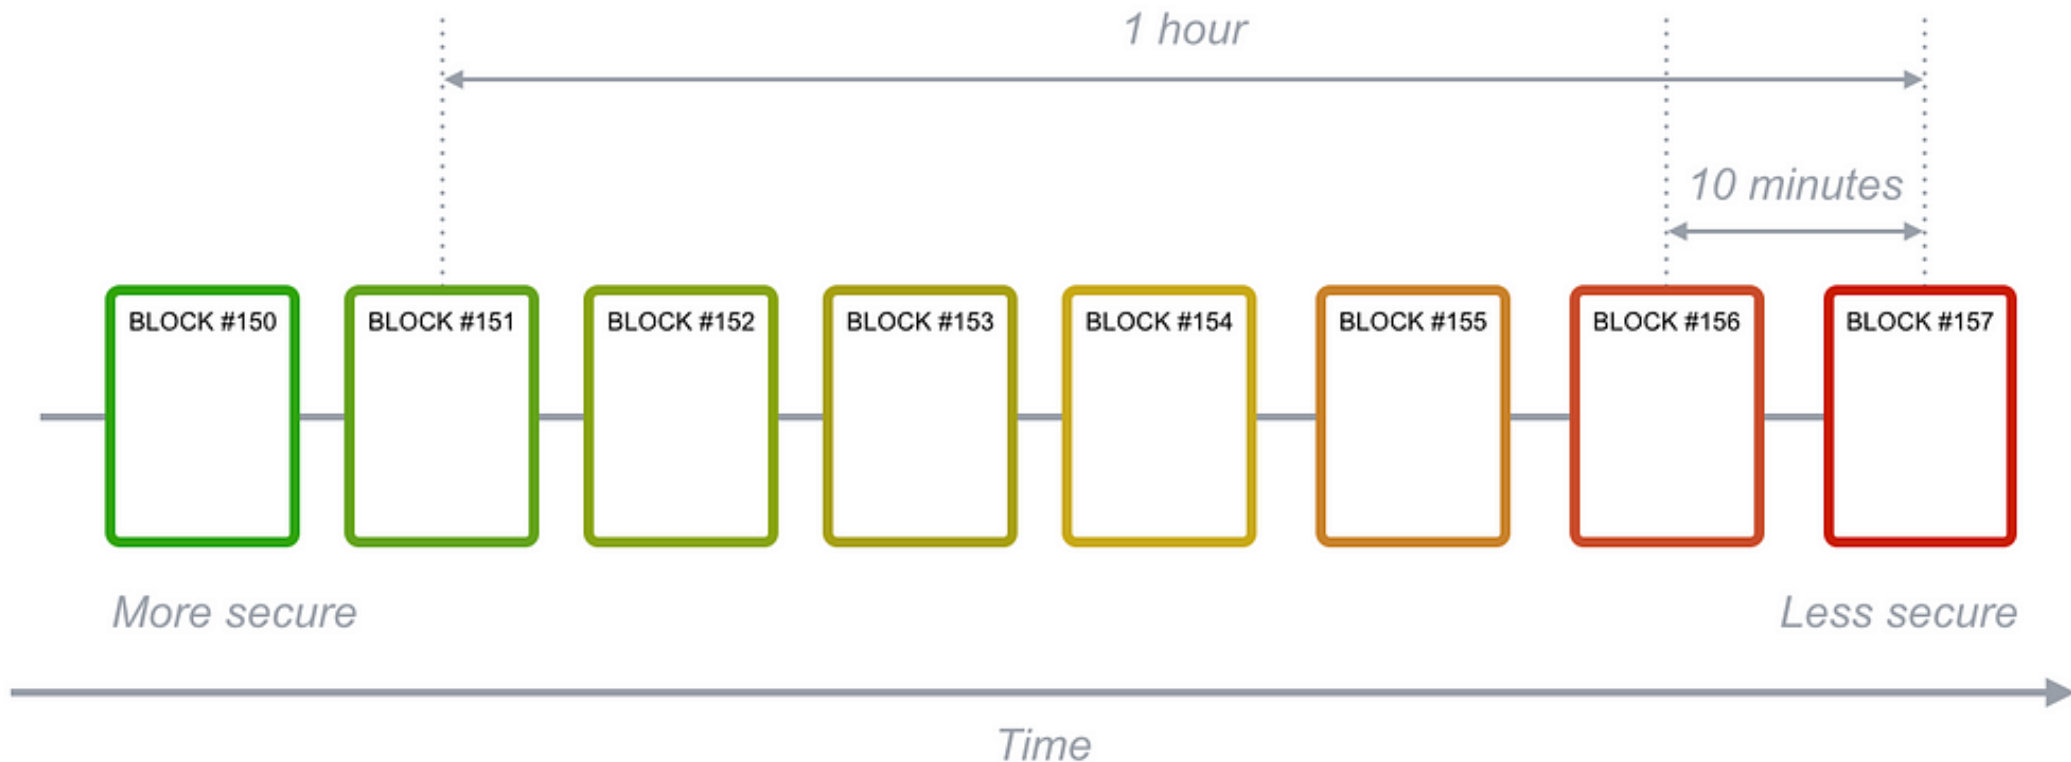 1 hour
10 minutes
BLOCK #150
BLOCK #151
BLOCK #152
BLOCK #153
BLOCK #154
BLOCK #155
BLOCK #156
BLOCK #157
More secure
Less secure
Time